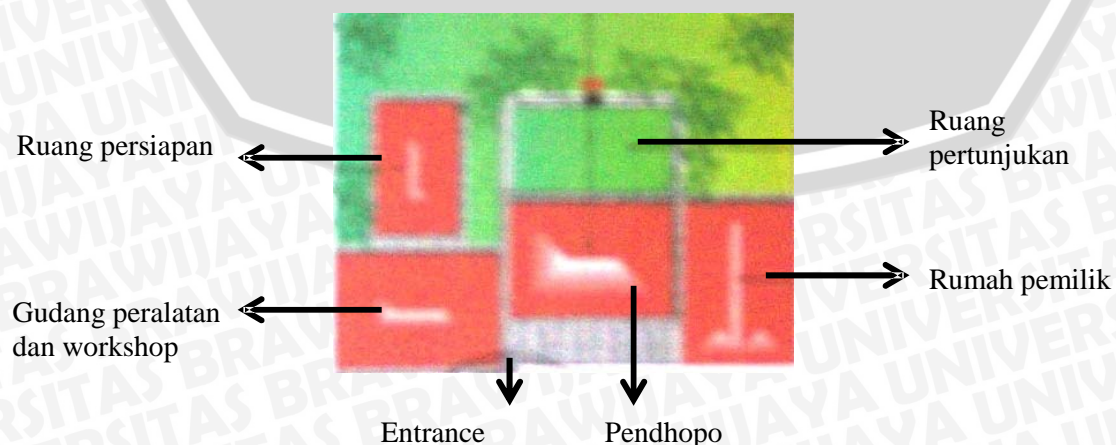 Ruang persiapan
Ruang
pertunjukan
Gudang peralatan
dan workshop
Rumah pemilik
Entrance
Pendhopo